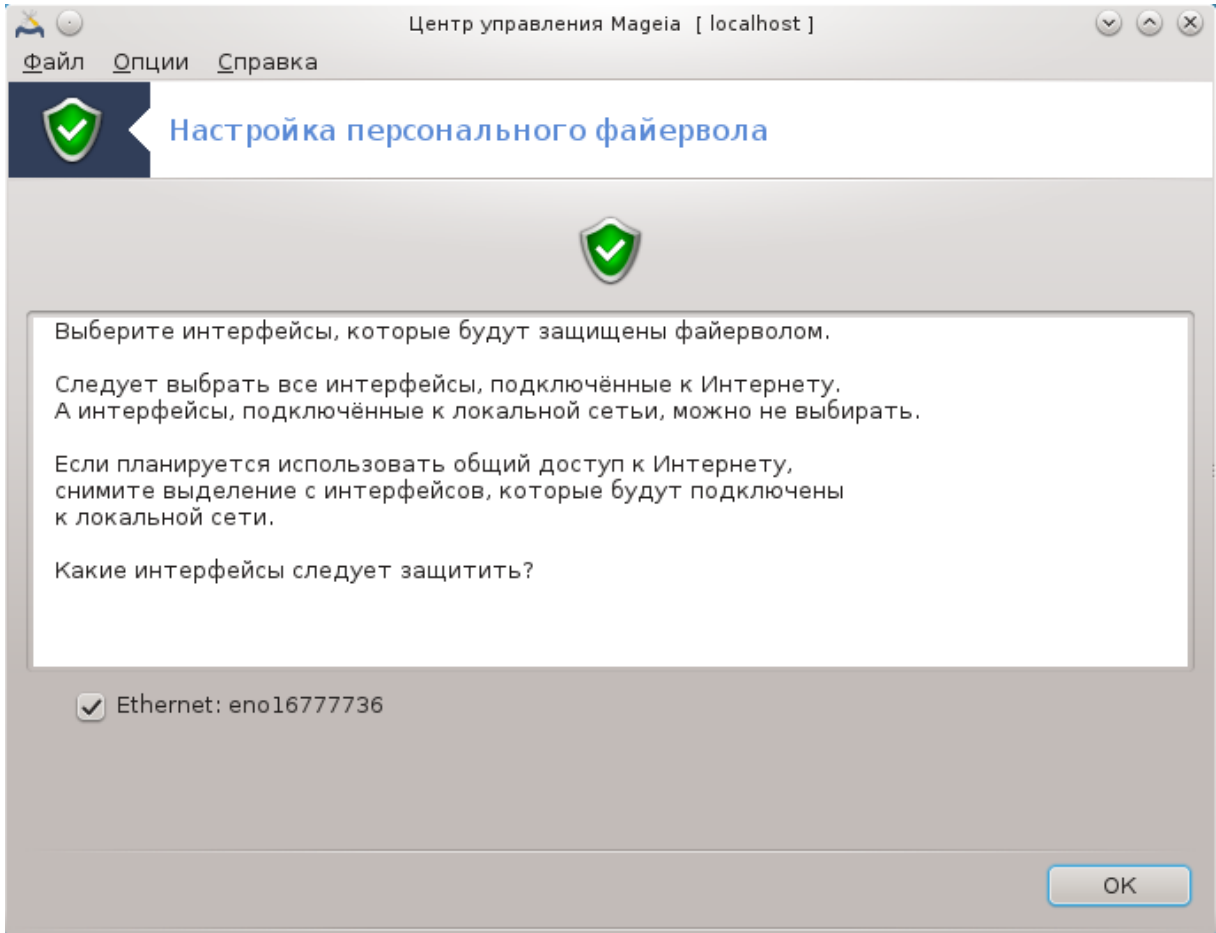 Центр управления Mageia [ localhost ]
Файл Опции Справка
Настройка персонального файервола
Выберите интерфейсы, которые будут защищены файерволом.
Следует выбрать все интерфейсы, подключённые к Интернету.
А интерфейсы, подключённые к локальной сетьи, можно не выбирать.
Если планируется использовать общий доступ к Интернету,
снимите выделение с интерфейсов, которые будут подключены
к локальной сети.
Какие интерфейсы следует защитить?
Ethernet: eno16777736
OK